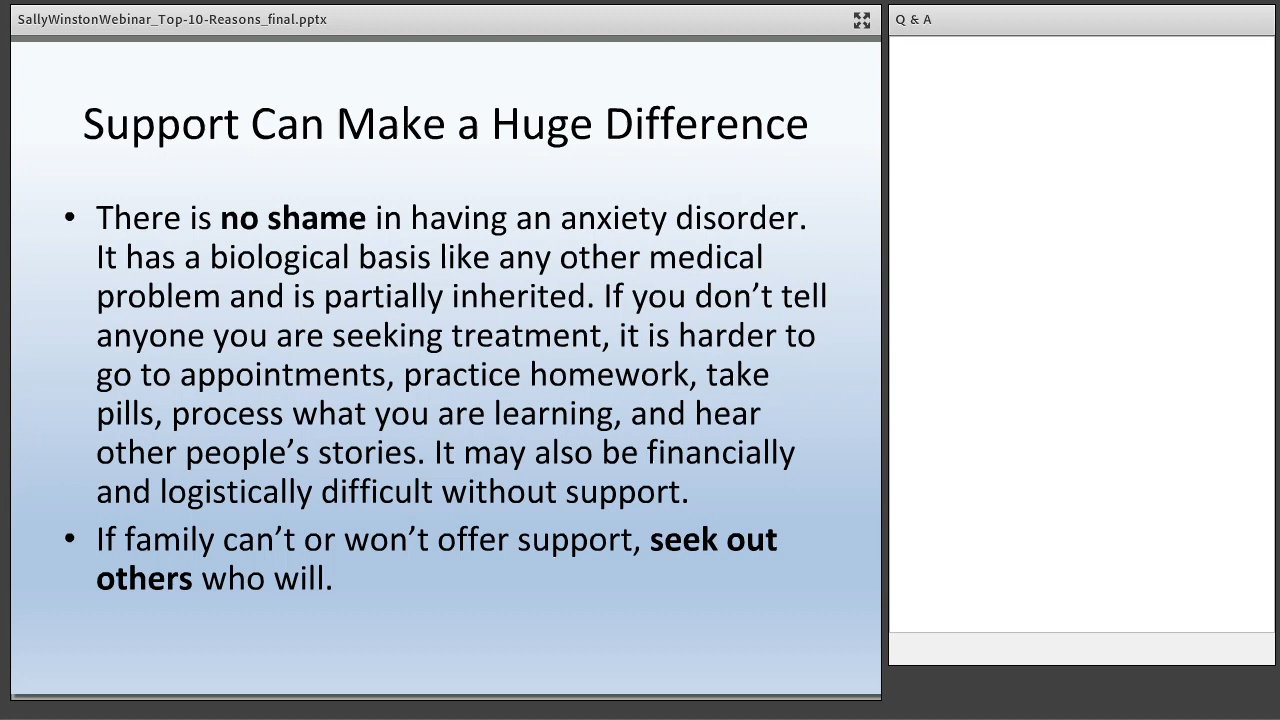 SallyWinstonWebinar_Top-10-Reasons_final.pptx
Q & A
Support Can Make a Huge Difference
• There is no shame in having an anxiety disorder.
It has a biological basis like any other medical
problem and is partially inherited. If you don’t tell
anyone you are seeking treatment, it is harder to
go to appointments, practice homework, take
pills, process what you are learning, and hear
other people’s stories. It may also be financially
and logistically difficult without support.
• If family can’t or won’t offer support, seek out
others who will.